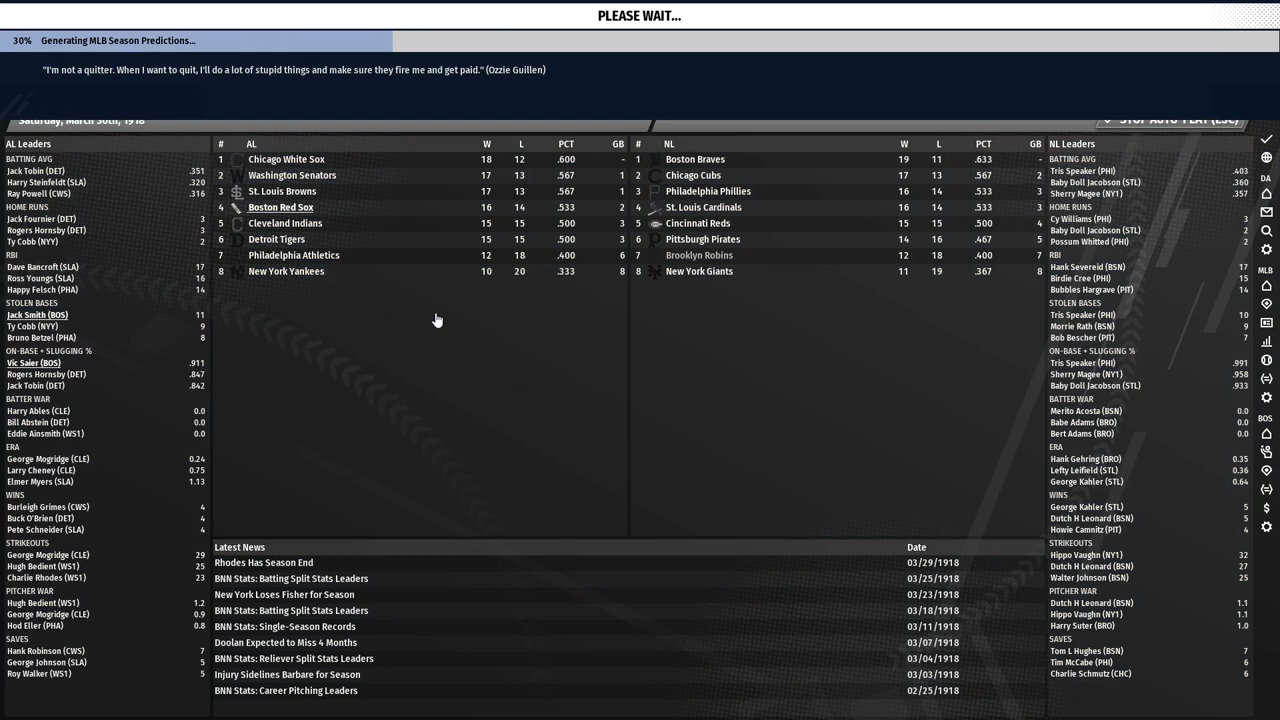 PLEASE WAIT...
30% Generating MLB Season Predictions...
"I'm not a quitter. When I want to quit, I'll do a lot of stupid things and make sure they fire me and get paid." (Ozzie Guillen)
Saturday, March 30th, 1918
STOP AUTO-PLAY (ESC)
AL Leaders
BATTING AVG
Jack Tobin (DET) .351
Harry Steinfeldt (SLA) .320
Ray Powell (CWS) .316
HOME RUNS
Jack Fournier (DET) 3
Rogers Hornsby (DET) 3
Ty Cobb (NYY) 2
RBI
Dave Bancroft (SLA) 17
Ross Youngs (SLA) 16
Happy Felsch (PHA) 14
STOLEN BASES
Jack Smith (BOS) 11
Ty Cobb (NYY) 9
Bruno Betzel (PHA) 8
ON-BASE + SLUGGING %
Vic Saier (BOS) .911
Rogers Hornsby (DET) .847
Jack Tobin (DET) .842
BATTER WAR
Harry Ables (CLE) 0.0
Bill Abstein (DET) 0.0
Eddie Ainsmith (WS1) 0.0
ERA
George Mogridge (CLE) 0.24
Larry Cheney (CLE) 0.75
Elmer Myers (SLA) 1.13
WINS
Burleigh Grimes (CWS) 4
Buck O'Brien (DET) 4
Pete Schneider (SLA) 4
STRIKEOUTS
George Mogridge (CLE) 29
Hugh Bedient (WS1) 25
Charlie Rhodes (WS1) 23
PITCHER WAR
Hugh Bedient (WS1) 1.2
George Mogridge (CLE) 0.9
Hod Eller (PHA) 0.8
SAVES
Hank Robinson (CWS) 7
George Johnson (SLA) 5
Roy Walker (WS1) 5
# AL W L PCT GB
1 Chicago White Sox 18 12 .600 -
2 Washington Senators 17 13 .567 1
3 St. Louis Browns 17 13 .567 1
4 Boston Red Sox 16 14 .533 2
5 Cleveland Indians 15 15 .500 3
6 Detroit Tigers 15 15 .500 3
7 Philadelphia Athletics 12 18 .400 6
8 New York Yankees 10 20 .333 8
# NL W L PCT GB
1 Boston Braves 19 11 .633 -
2 Chicago Cubs 17 13 .567 2
3 Philadelphia Phillies 16 14 .533 3
4 St. Louis Cardinals 16 14 .533 3
5 Cincinnati Reds 15 15 .500 4
6 Pittsburgh Pirates 14 16 .467 5
7 Brooklyn Robins 12 18 .400 7
8 New York Giants 11 19 .367 8
Latest News Date
Rhodes Has Season End 03/29/1918
BNN Stats: Batting Split Stats Leaders 03/25/1918
New York Loses Fisher for Season 03/23/1918
BNN Stats: Batting Split Stats Leaders 03/18/1918
BNN Stats: Single-Season Records 03/11/1918
Doolan Expected to Miss 4 Months 03/07/1918
BNN Stats: Reliever Split Stats Leaders 03/04/1918
Injury Sidelines Barbare for Season 03/03/1918
BNN Stats: Career Pitching Leaders 02/25/1918
NL Leaders
BATTING AVG
Tris Speaker (PHI) .403
Baby Doll Jacobson (STL) .360
Sherry Magee (NY1) .357
HOME RUNS
Cy Williams (PHI) 3
Baby Doll Jacobson (STL) 2
Possum Whitted (PHI) 2
RBI
Hank Severeid (BSN) 17
Birdie Cree (PHI) 15
Bubbles Hargrave (PIT) 14
STOLEN BASES
Tris Speaker (PHI) 10
Morrie Rath (BSN) 9
Bob Bescher (PIT) 7
ON-BASE + SLUGGING %
Tris Speaker (PHI) .991
Sherry Magee (NY1) .958
Baby Doll Jacobson (STL) .933
BATTER WAR
Merito Acosta (BSN) 0.0
Babe Adams (BRO) 0.0
Bert Adams (BRO) 0.0
ERA
Hank Gehring (BRO) 0.35
Lefty Leifield (STL) 0.36
George Kahler (STL) 0.64
WINS
George Kahler (STL) 5
Dutch H Leonard (BSN) 5
Howie Camnitz (PIT) 4
STRIKEOUTS
Hippo Vaughn (NY1) 32
Dutch H Leonard (BSN) 27
Walter Johnson (BSN) 25
PITCHER WAR
Dutch H Leonard (BSN) 1.1
Hippo Vaughn (NY1) 1.1
Harry Suter (BRO) 1.0
SAVES
Tom L Hughes (BSN) 7
Tim McCabe (PHI) 6
Charlie Schmutz (CHC) 6
DA
MLB
BOS